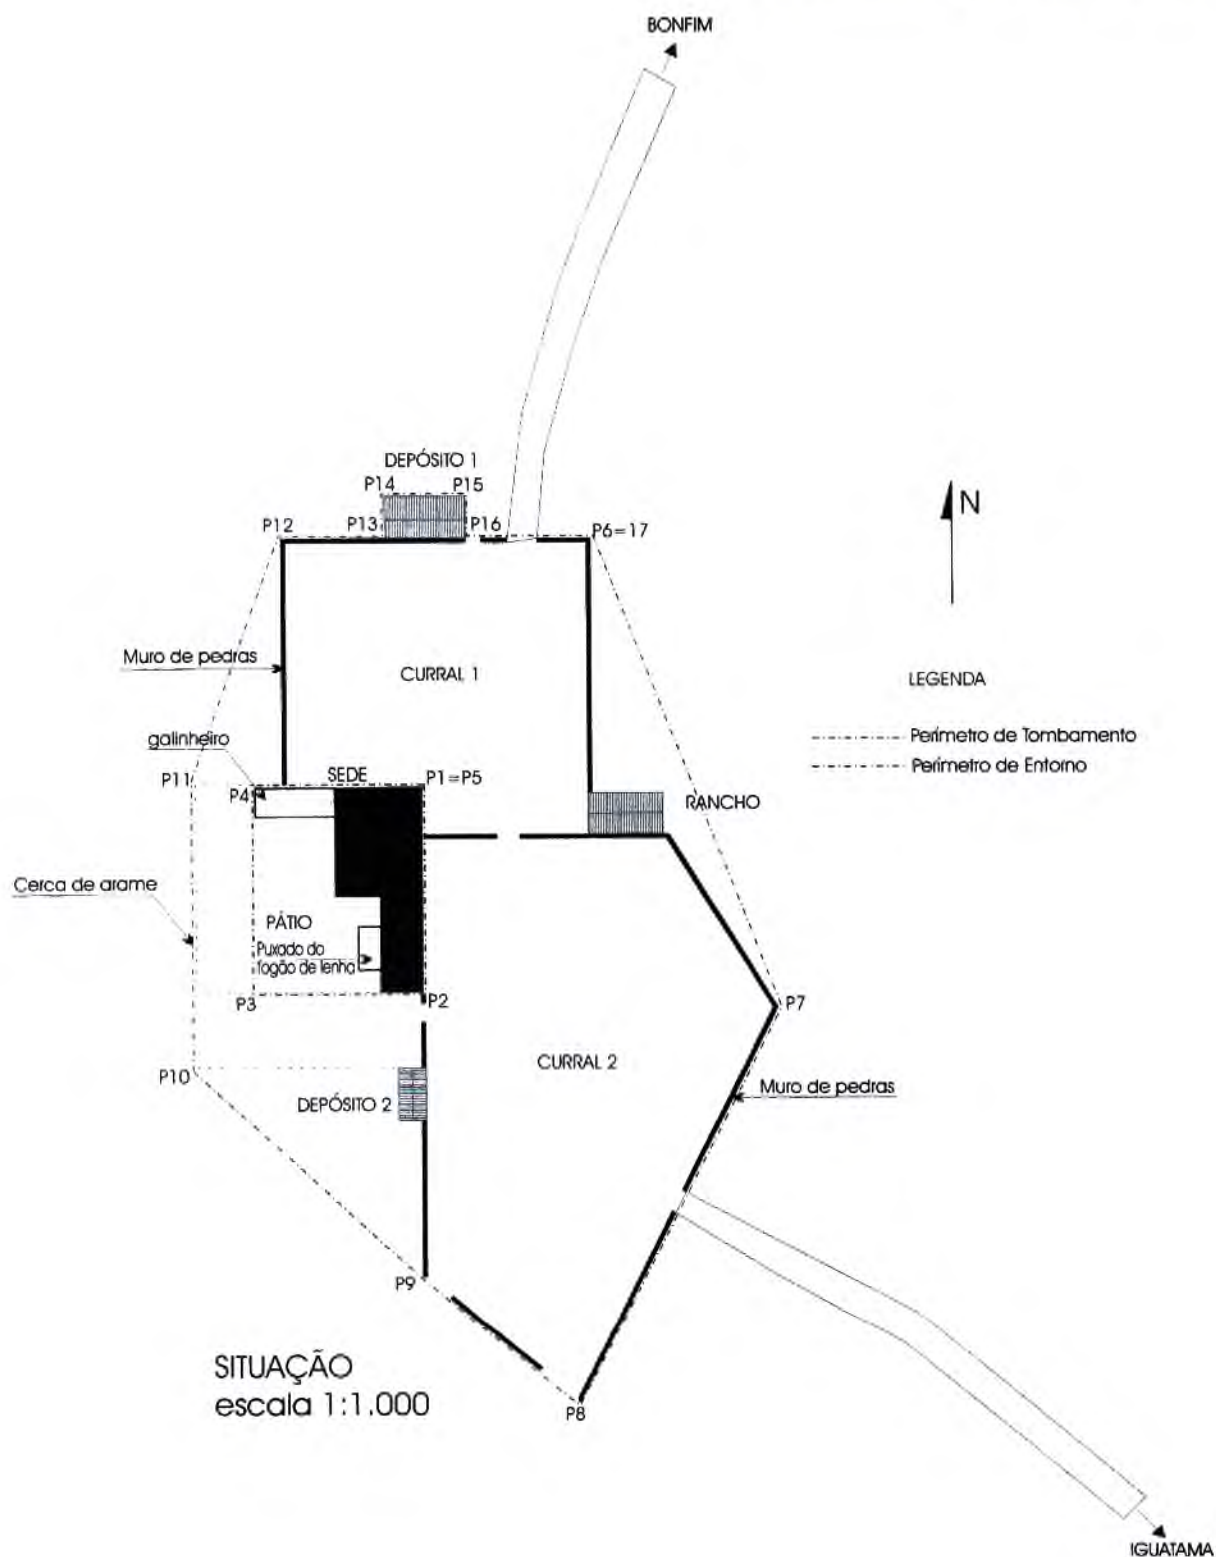 BONFIM
DEPÓSITO 1
P14
P15
P12
P13
P16
P6=17
N
Muro de pedras
CURRAL 1
LEGENDA
Perímetro de Tombamento
Perímetro de Entorno
galinheiro
P11
SEDE
P1=P5
P4
RANCHO
Cerca de arame
PÁTIO
Puxado do
fogão de lenha
P3
P2
P7
P10
CURRAL 2
Muro de pedras
DEPÓSITO 2
P9
SITUAÇÃO
escala 1:1.000
P8
IGUATAMA